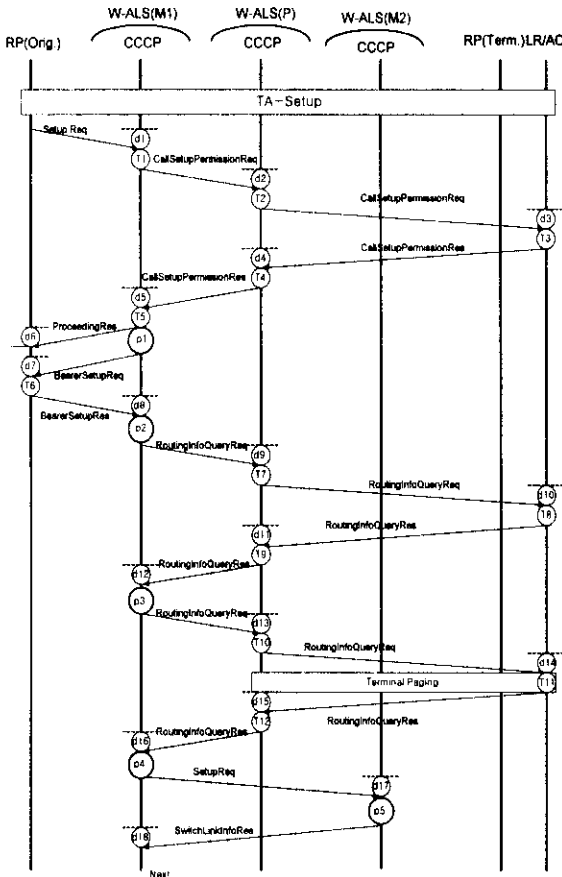 W-ALS(M1) W-ALS(P) W-ALS(M2)
RP(Orig.) CCCP CCCP CCCP RP(Term.) LR/AC
TA-Setup
Setup Req
d1
T1 CallSetupPermissionReq
d2
T2 CallSetupPermissionReq
d3
T3
CallSetupPermissionRes
d4
T4
CallSetupPermissionRes
d5
T5
ProceedingRes
d6
p1
d7
BearerSetupReq
T6
d8
BearerSetupRes
p2
RoutingInfoQueryReq
d9
T7
RoutingInfoQueryReq
d10
T8
RoutingInfoQueryRes
d11
T9
RoutingInfoQueryRes
d12
p3
RoutingInfoQueryReq
d13
T10
RoutingInfoQueryReq
d14
Terminal Paging
T11
d15
T12
RoutingInfoQueryRes
RoutingInfoQueryRes
d16
p4
SetupReq
d17
p5
SwitchLinkInfoRes
d18
Next